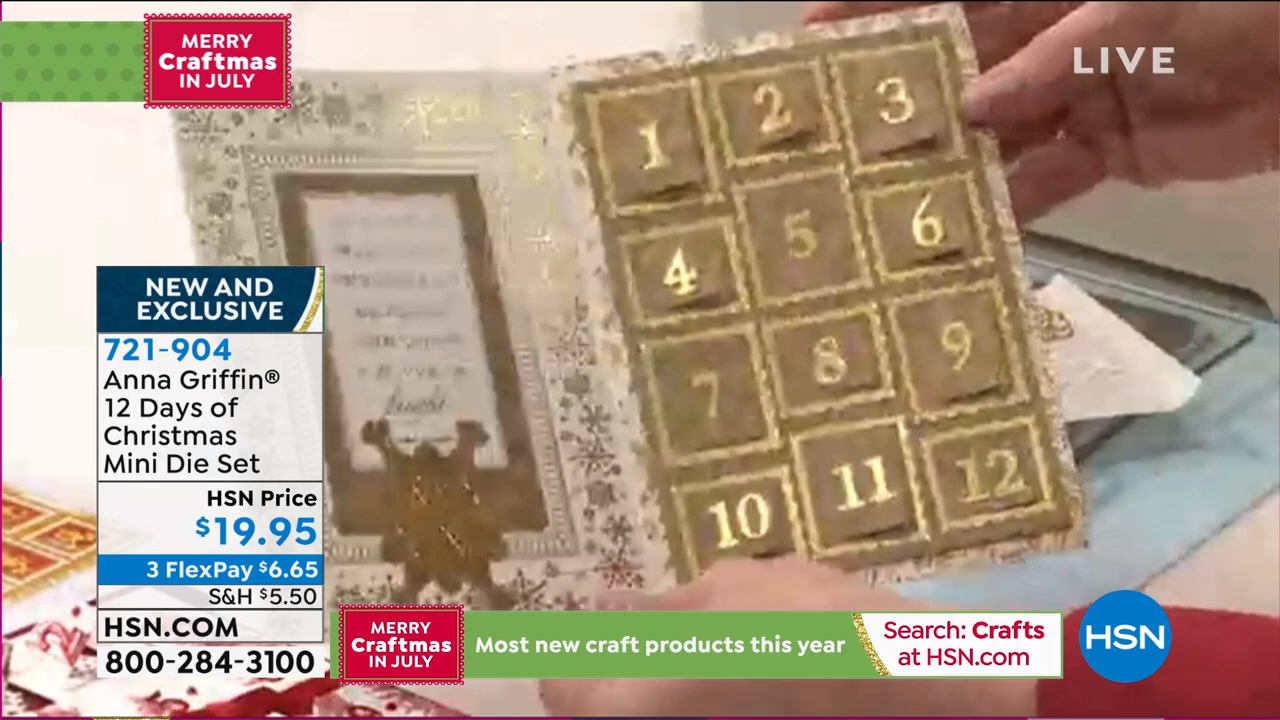 MERRY
Craftmas
IN JULY
LIVE
1 2 3
4 5 6
7 8 9
10 11 12
NEW AND
EXCLUSIVE
721-904
Anna Griffin®
12 Days of
Christmas
Mini Die Set
HSN Price
$19.95
3 FlexPay $6.65
S&H $5.50
HSN.COM
800-284-3100
MERRY
Craftmas
IN JULY
Most new craft products this year
Search: Crafts
at HSN.com
HSN